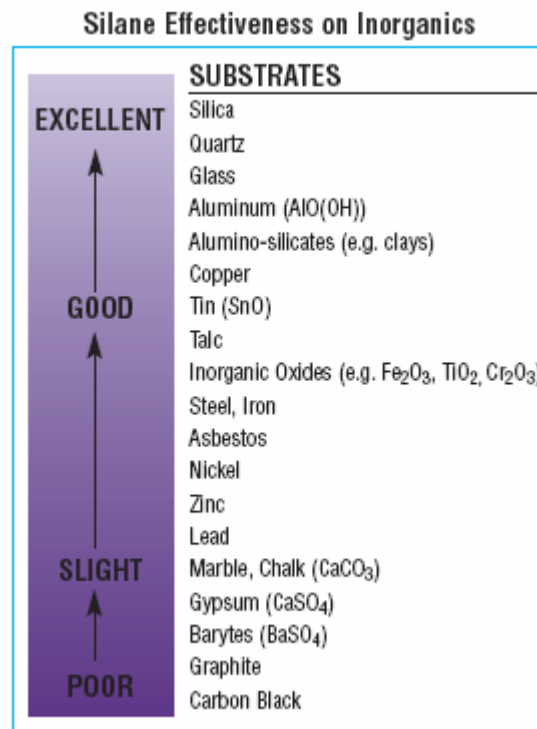 Silane Effectiveness on Inorganics
SUBSTRATES
EXCELLENT
GOOD
SLIGHT
POOR
Silica
Quartz
Glass
Aluminum (AlO(OH))
Alumino-silicates (e.g. clays)
Copper
Tin (SnO)
Talc
Inorganic Oxides (e.g. Fe₂O₃, TiO₂, Cr₂O₃)
Steel, Iron
Asbestos
Nickel
Zinc
Lead
Marble, Chalk (CaCO₃)
Gypsum (CaSO₄)
Barytes (BaSO₄)
Graphite
Carbon Black